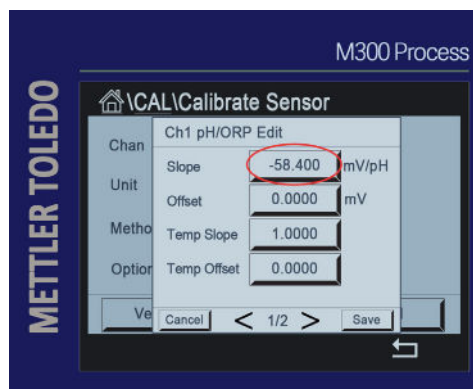 M300 Process
METTLER TOLEDO
\CAL\Calibrate Sensor
Chan
Unit
Metho
Option
Ve
Ch1 pH/ORP Edit
Slope -58.400 mV/pH
Offset 0.0000 mV
Temp Slope 1.0000
Temp Offset 0.0000
Cancel < 1/2 > Save